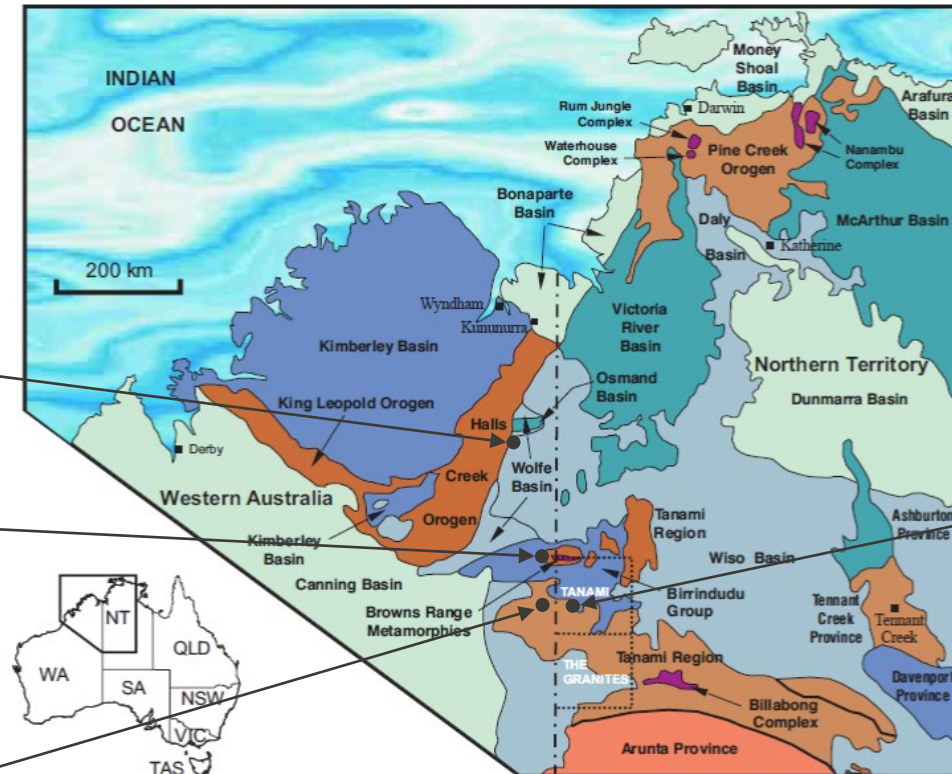 INDIAN
OCEAN
Money
Shoal
Basin
Arafura
Basin
Darwin
Rum Jungle
Complex
Waterhouse
Complex
Pine Creek
Orogen
Nanambu
Complex
Bonaparte
Basin
Daly
Basin
McArthur Basin
Katherine
200 km
Wyndham
Kununurra
Victoria
River
Basin
Kimberley Basin
Northern Territory
Dunmarra Basin
Osmand
Basin
King Leopold Orogen
Halls
Creek
Orogen
Derby
Wolfe
Basin
Western Australia
Kimberley
Basin
Canning Basin
Tanami
Region
Wiso Basin
Ashburton
Province
TANAMI
Birrindudu
Group
Browns Range
Metamorphies
Tennant
Creek
Province
Tennant
Creek
THE
GRANITES
Tanami Region
Davenport
Province
Billabong
Complex
Arunta Province
NT
WA
QLD
SA
NSW
VIC
TAS